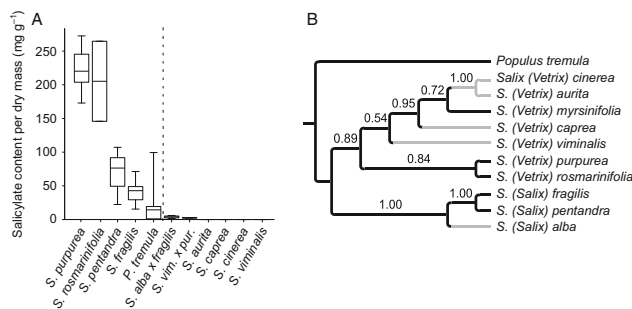 A
Salicylate content per dry mass (mg g⁻¹)
250
200
150
100
50
0
S. purpurea
S. rosmarinifolia
S. pentandra
S. fragilis
P. tremula
S. alba x fragilis
S. vim. x pur.
S. aurita
S. caprea
S. cinerea
S. viminalis
B
Populus tremula
1.00 Salix (Vetrix) cinerea
S. (Vetrix) aurita
0.72
S. (Vetrix) myrsinifolia
0.95
S. (Vetrix) caprea
0.54
S. (Vetrix) viminalis
0.89
0.84 S. (Vetrix) purpurea
S. (Vetrix) rosmarinifolia
1.00 S. (Salix) fragilis
1.00 S. (Salix) pentandra
S. (Salix) alba